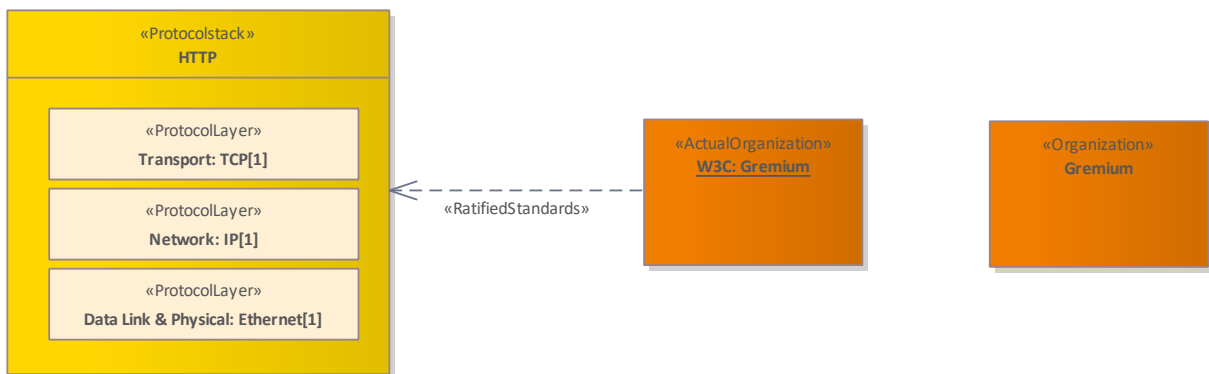 «Protocolstack»
HTTP
«ProtocolLayer»
Transport: TCP[1]
«ProtocolLayer»
Network: IP[1]
«ProtocolLayer»
Data Link & Physical: Ethernet[1]
«RatifiedStandards»
«ActualOrganization»
W3C: Gremium
«Organization»
Gremium